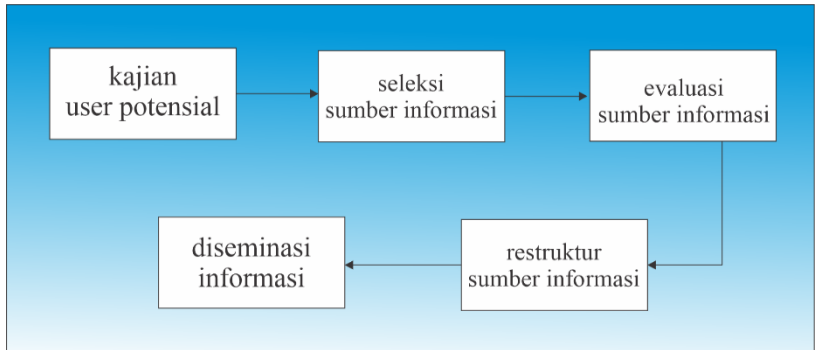 kajian
user potensial
seleksi
sumber informasi
evaluasi
sumber informasi
restruktur
sumber informasi
diseminasi
informasi